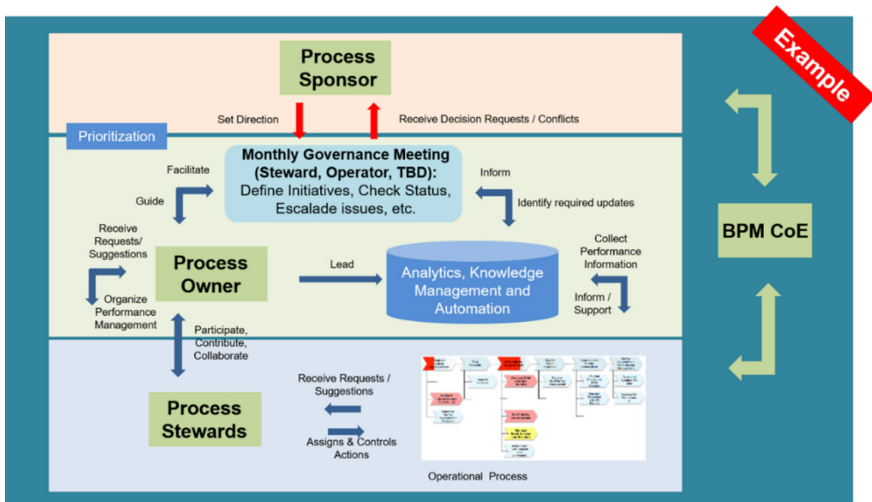 Example
Process
Sponsor
Set Direction
Receive Decision Requests / Conflicts
Prioritization
Monthly Governance Meeting
(Steward, Operator, TBD):
Define Initiatives, Check Status,
Escalade issues, etc.
Facilitate
Guide
Inform
Identify required updates
Receive
Requests/
Suggestions
Process
Owner
Lead
Analytics, Knowledge
Management and
Automation
Collect
Performance
Information
Inform /
Support
Organize
Performance
Management
Participate,
Contribute,
Collaborate
BPM CoE
Process
Stewards
Receive Requests /
Suggestions
Assigns & Controls
Actions
Operational Process